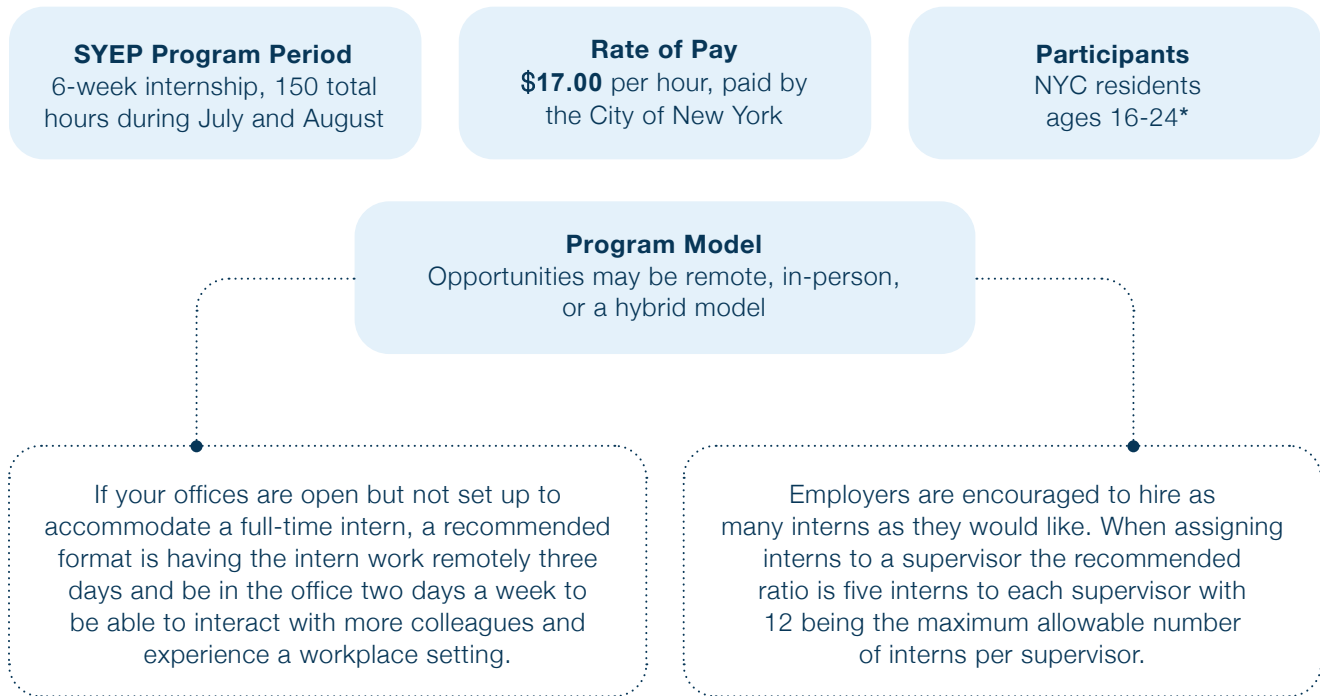 SYEP Program Period
6-week internship, 150 total
hours during July and August
Rate of Pay
$17.00 per hour, paid by
the City of New York
Participants
NYC residents
ages 16-24*
Program Model
Opportunities may be remote, in-person,
or a hybrid model
If your offices are open but not set up to
accommodate a full-time intern, a recommended
format is having the intern work remotely three
days and be in the office two days a week to
be able to interact with more colleagues and
experience a workplace setting.
Employers are encouraged to hire as
many interns as they would like. When assigning
interns to a supervisor the recommended
ratio is five interns to each supervisor with
12 being the maximum allowable number
of interns per supervisor.